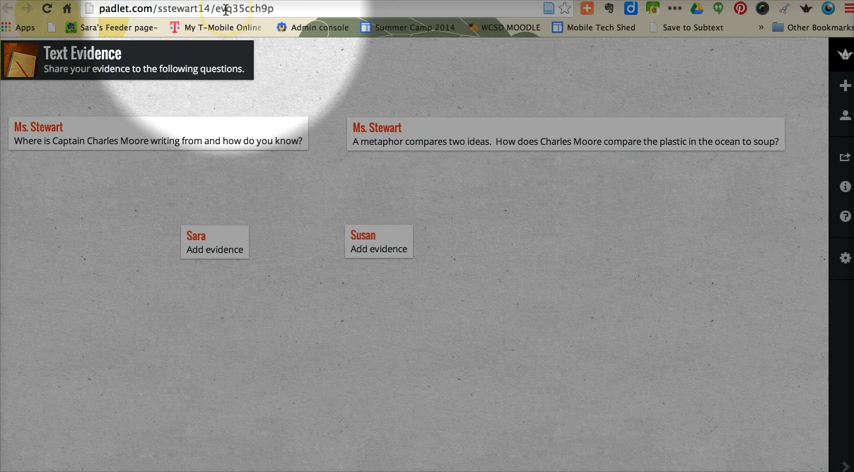 padlet.com/sstewart14/
Apps Sara's Feeder page- My T-Mobile Online Admin console Summer Camp 2014 WCSD MOODLE Mobile Tech Shed Save to Subtext » Other Bookmarks
Text Evidence
Share your evidence to the following questions.
Ms. Stewart
Where is Captain Charles Moore writing from and how do you know?
Ms. Stewart
A metaphor compares two ideas. How does Charles Moore compare the plastic in the ocean to soup?
Sara
Add evidence
Susan
Add evidence